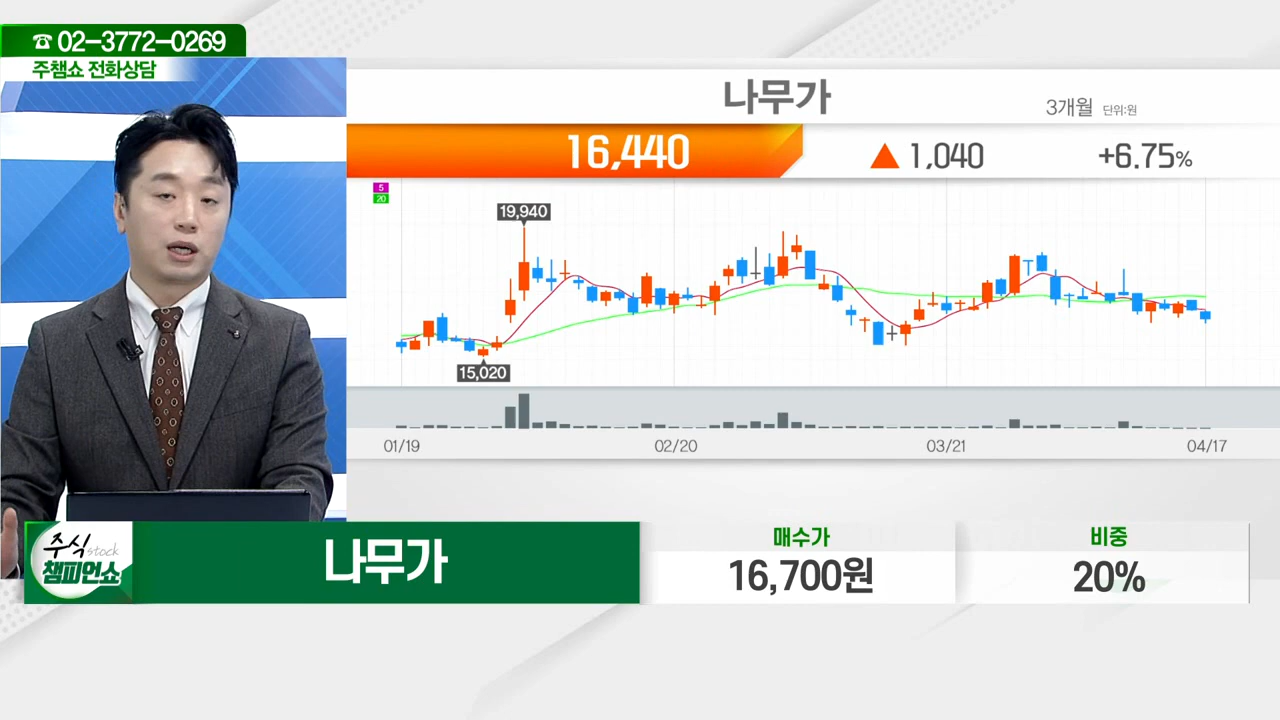 ☎ 02-3772-0269
주챔쇼 전화상담
나무가
3개월 단위:원
16,440 ▲ 1,040 +6.75%
5
20
19,940
15,020
01/19 02/20 03/21 04/17
주식 stock
챔피언쇼
나무가
매수가
16,700원
비중
20%